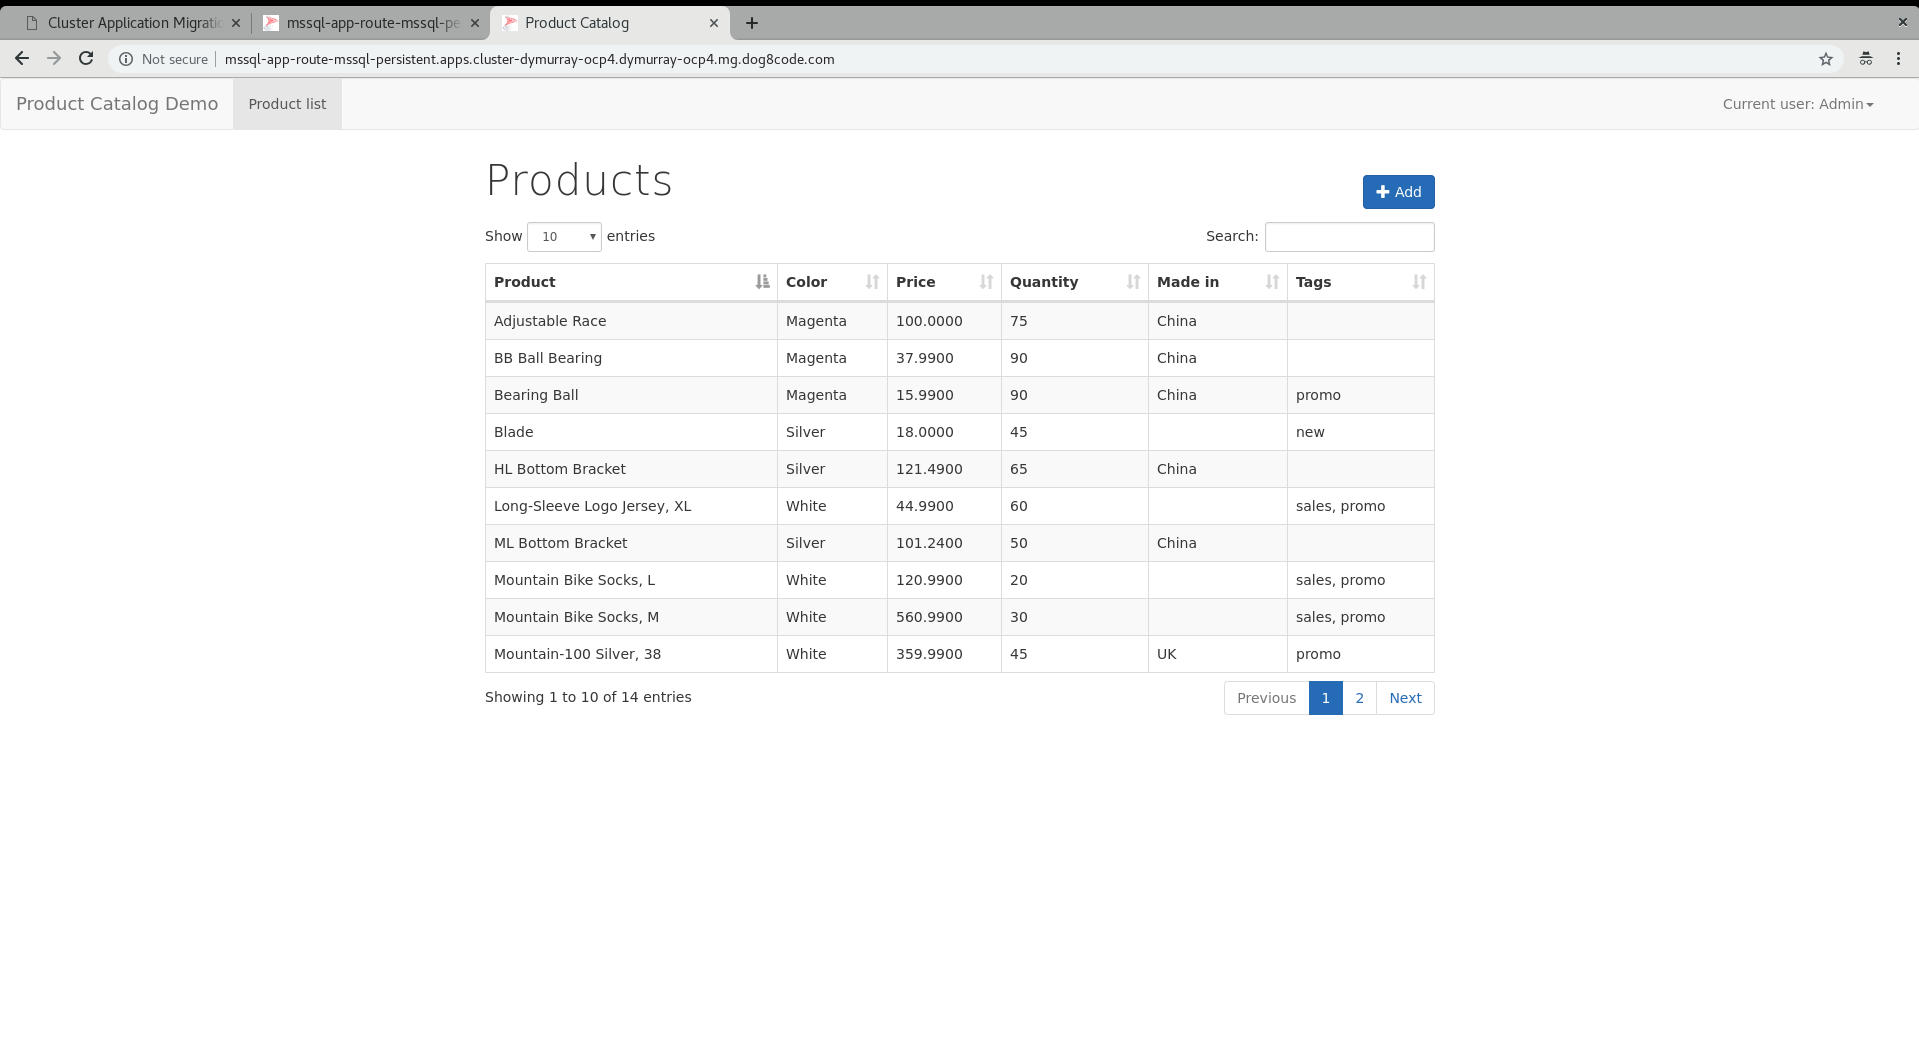 Cluster Application Migratic
mssql-app-route-mssql-pe
Product Catalog
Not secure
mssql-app-route-mssql-persistent.apps.cluster-dymurray-ocp4.dymurray-ocp4.mg.dog8code.com
Product Catalog Demo
Product list
Current user: Admin
Products
Add
Show 10 entries
Search:
Product Color Price Quantity Made in Tags
Adjustable Race Magenta 100.0000 75 China
BB Ball Bearing Magenta 37.9900 90 China
Bearing Ball Magenta 15.9900 90 China promo
Blade Silver 18.0000 45 new
HL Bottom Bracket Silver 121.4900 65 China
Long-Sleeve Logo Jersey, XL White 44.9900 60 sales, promo
ML Bottom Bracket Silver 101.2400 50 China
Mountain Bike Socks, L White 120.9900 20 sales, promo
Mountain Bike Socks, M White 560.9900 30 sales, promo
Mountain-100 Silver, 38 White 359.9900 45 UK promo
Showing 1 to 10 of 14 entries
Previous 1 2 Next